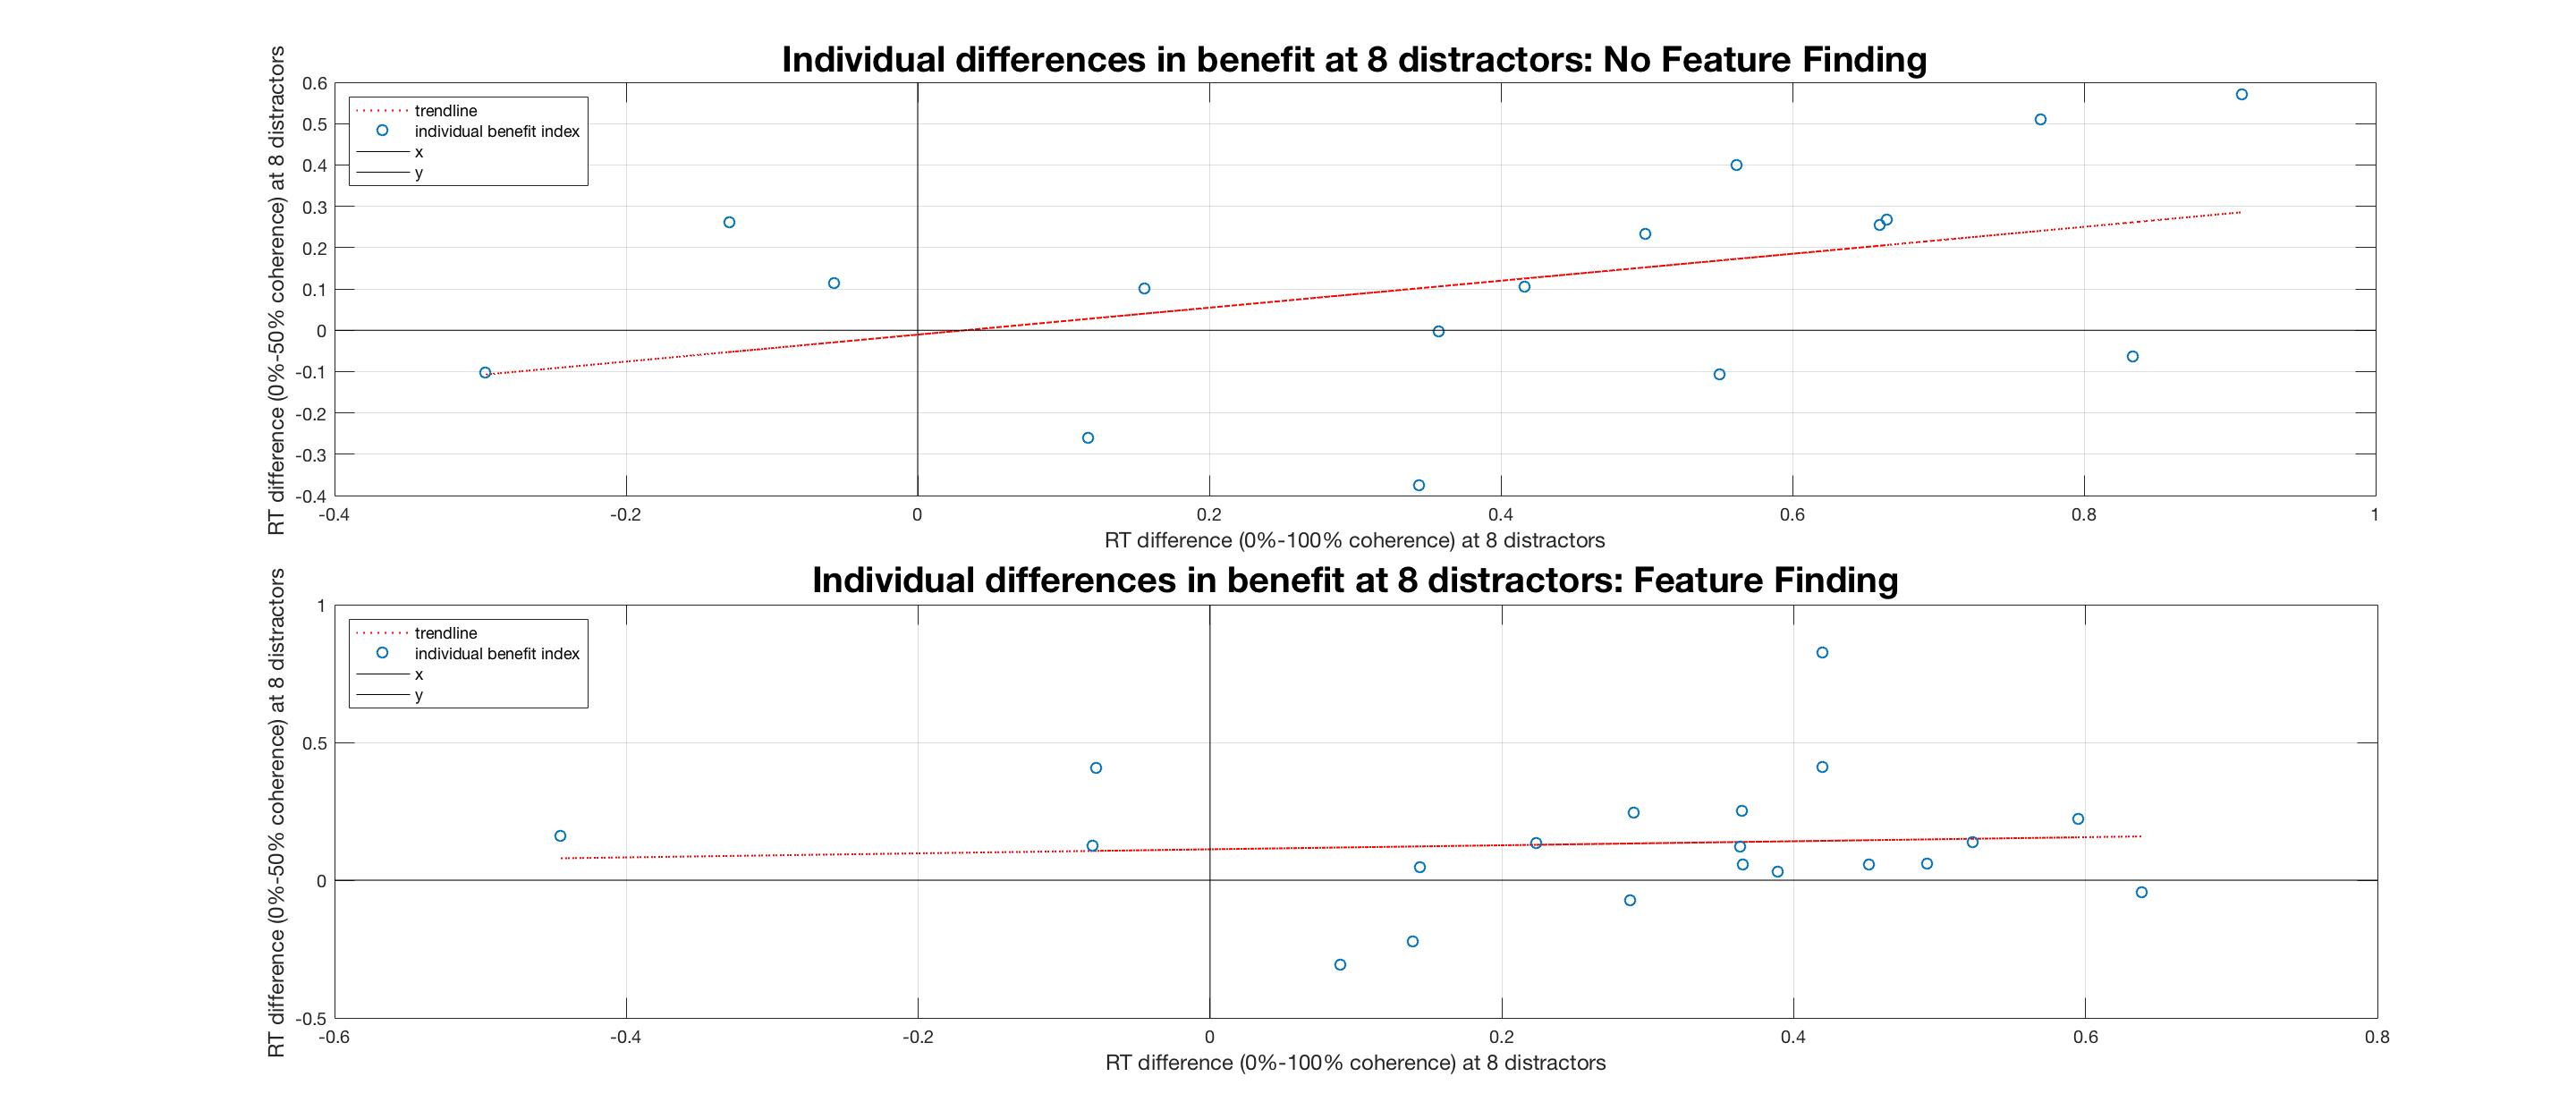 Individual differences in benefit at 8 distractors: No Feature Finding
RT difference (0%-50% coherence) at 8 distractors
0.6
0.5
0.4
0.3
0.2
0.1
0
-0.1
-0.2
-0.3
-0.4
trendline
individual benefit index
x
y
-0.4
-0.2
0
0.2
0.4
0.6
0.8
1
RT difference (0%-100% coherence) at 8 distractors
Individual differences in benefit at 8 distractors: Feature Finding
RT difference (0%-50% coherence) at 8 distractors
1
0.5
0
-0.5
trendline
individual benefit index
x
y
-0.6
-0.4
-0.2
0
0.2
0.4
0.6
0.8
RT difference (0%-100% coherence) at 8 distractors